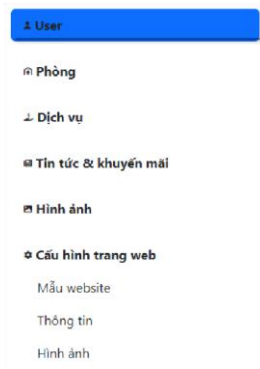 User
Phòng
Dịch vụ
Tin tức & khuyến mãi
Hình ảnh
Cấu hình trang web
Mẫu website
Thông tin
Hình ảnh